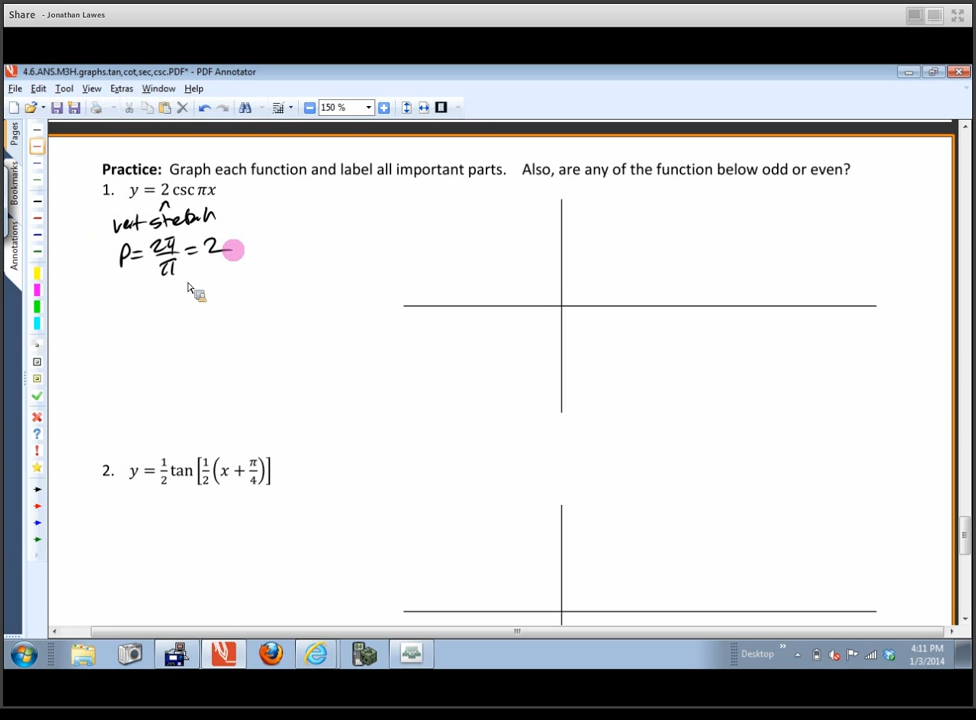 Share - Jonathan Lawes
4.6.ANS.M3H.graphs.tan,cot,sec,csc.PDF* - PDF Annotator
File Edit Tool View Extras Window Help
150 %
Pages
Bookmarks
Annotations
Practice: Graph each function and label all important parts. Also, are any of the function below odd or even?
1. y = 2 csc πx
vert stretch
P = 2π/π = 2
2. y = 1/2 tan [1/2 (x + π/4)]
Desktop
4:11 PM
1/3/2014